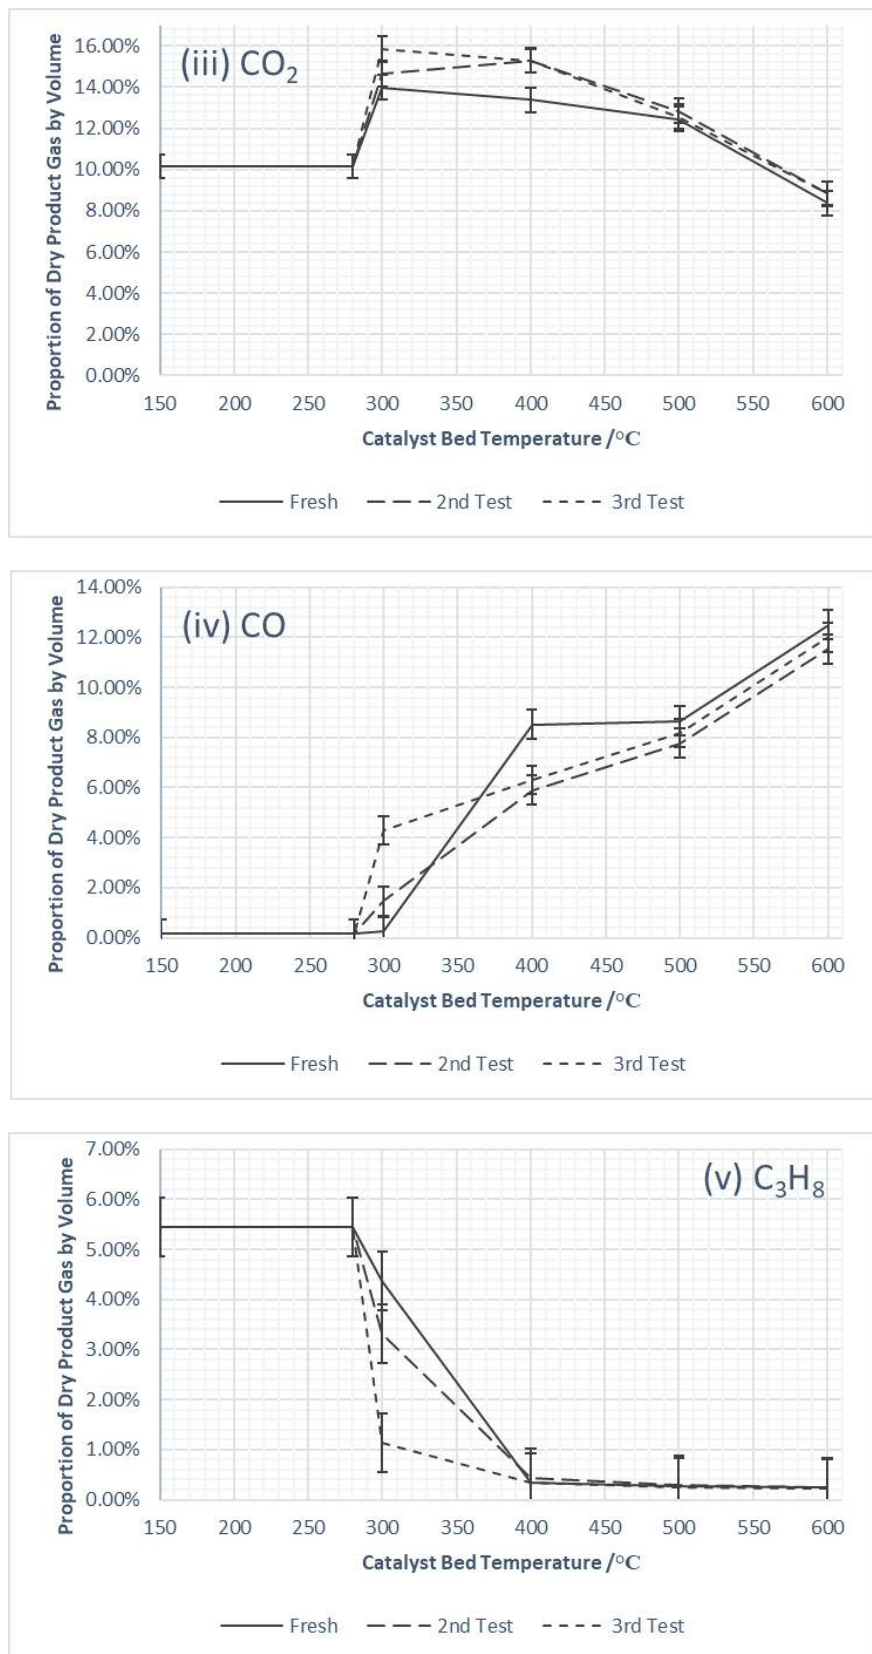 (iii) CO₂
Proportion of Dry Product Gas by Volume
16.00%
14.00%
12.00%
10.00%
8.00%
6.00%
4.00%
2.00%
0.00%
150 200 250 300 350 400 450 500 550 600
Catalyst Bed Temperature /°C
Fresh 2nd Test 3rd Test
(iv) CO
Proportion of Dry Product Gas by Volume
14.00%
12.00%
10.00%
8.00%
6.00%
4.00%
2.00%
0.00%
150 200 250 300 350 400 450 500 550 600
Catalyst Bed Temperature /°C
Fresh 2nd Test 3rd Test
(v) C₃H₈
Proportion of Dry Product Gas by Volume
7.00%
6.00%
5.00%
4.00%
3.00%
2.00%
1.00%
0.00%
150 200 250 300 350 400 450 500 550 600
Catalyst Bed Temperature /°C
Fresh 2nd Test 3rd Test